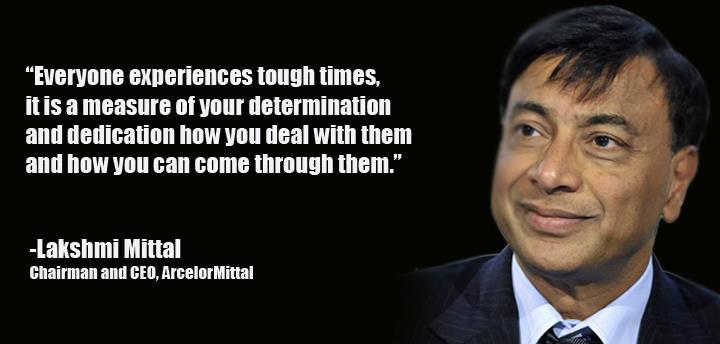 “Everyone experiences tough times,
it is a measure of your determination
and dedication how you deal with them
and how you can come through them.”
-Lakshmi Mittal
Chairman and CEO, ArcelorMittal